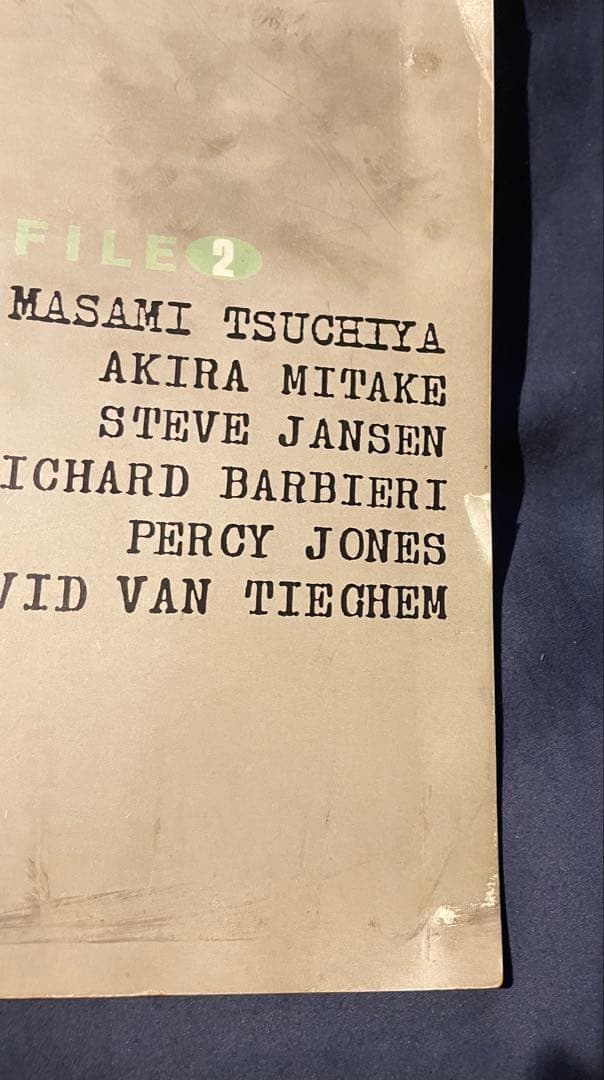 FILE 2
MASAMI TSUCHIYA
AKIRA MITAKE
STEVE JANSEN
ICHARD BARBIERI
PERCY JONES
VID VAN TIEGHEM